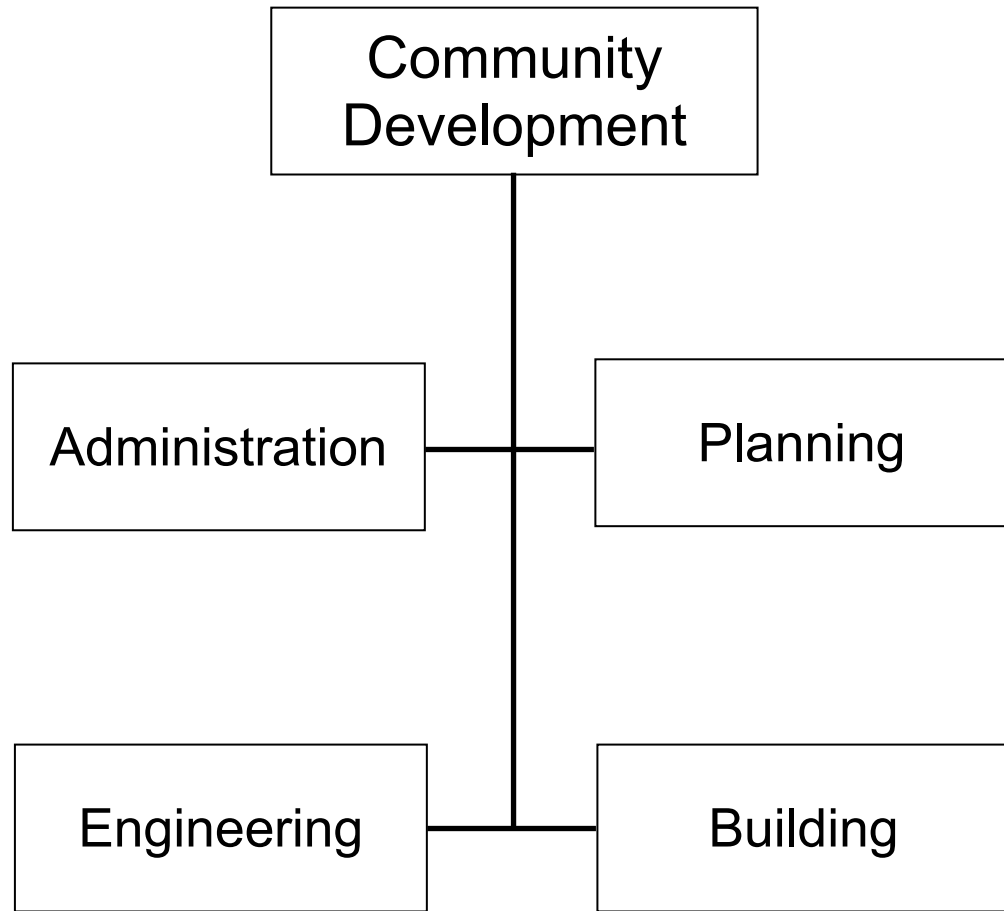 Community
Development
Administration
Planning
Engineering
Building